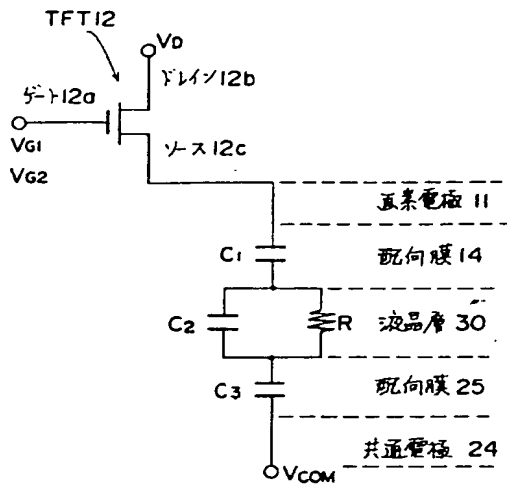 TFT12
VD
ドレイン12b
ゲート12a
VG1
VG2
ソース12c
画素電極 11
C1
配向膜 14
C2
R
液晶層 30
C3
配向膜 25
共通電極 24
VCOM